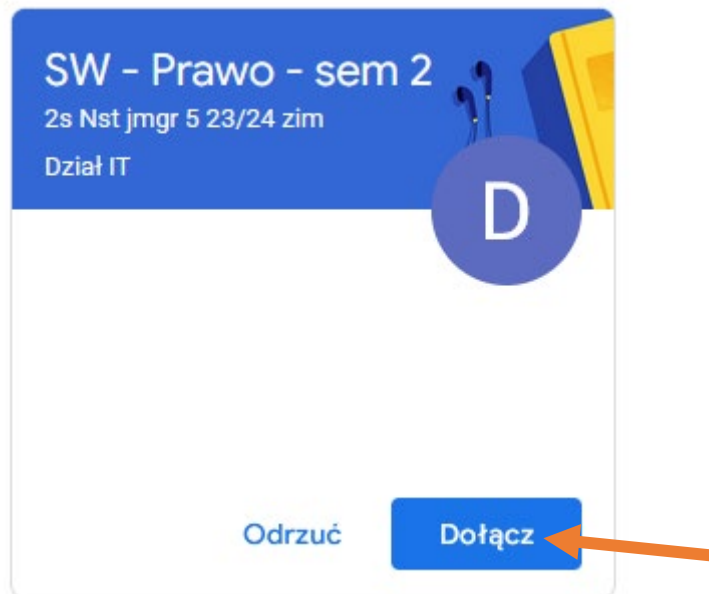 SW - Prawo - sem 2
2s Nst jmgr 5 23/24 zim
Dział IT
D
Odrzuć Dołącz